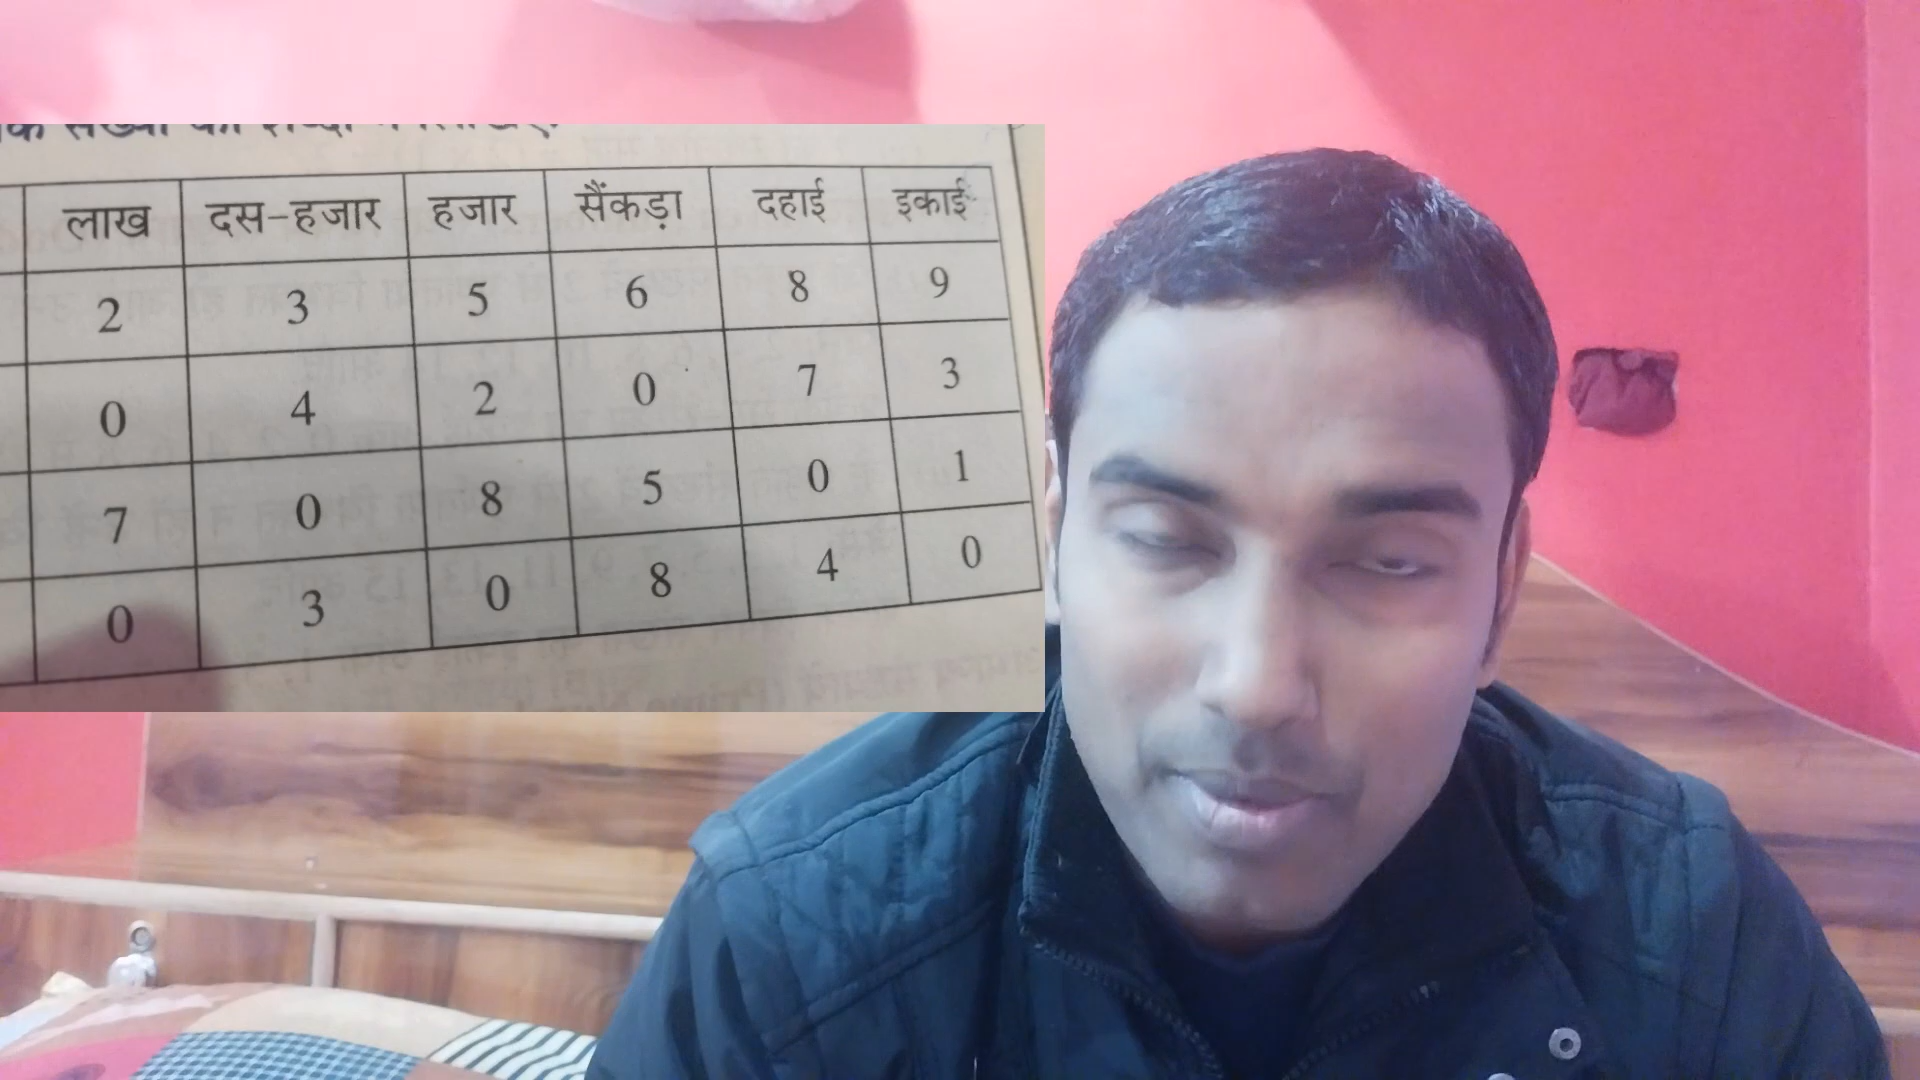 लाख दस-हजार हजार सैंकड़ा दहाई इकाई
2 3 5 6 8 9
0 4 2 0 7 3
7 0 8 5 0 1
0 3 0 8 4 0